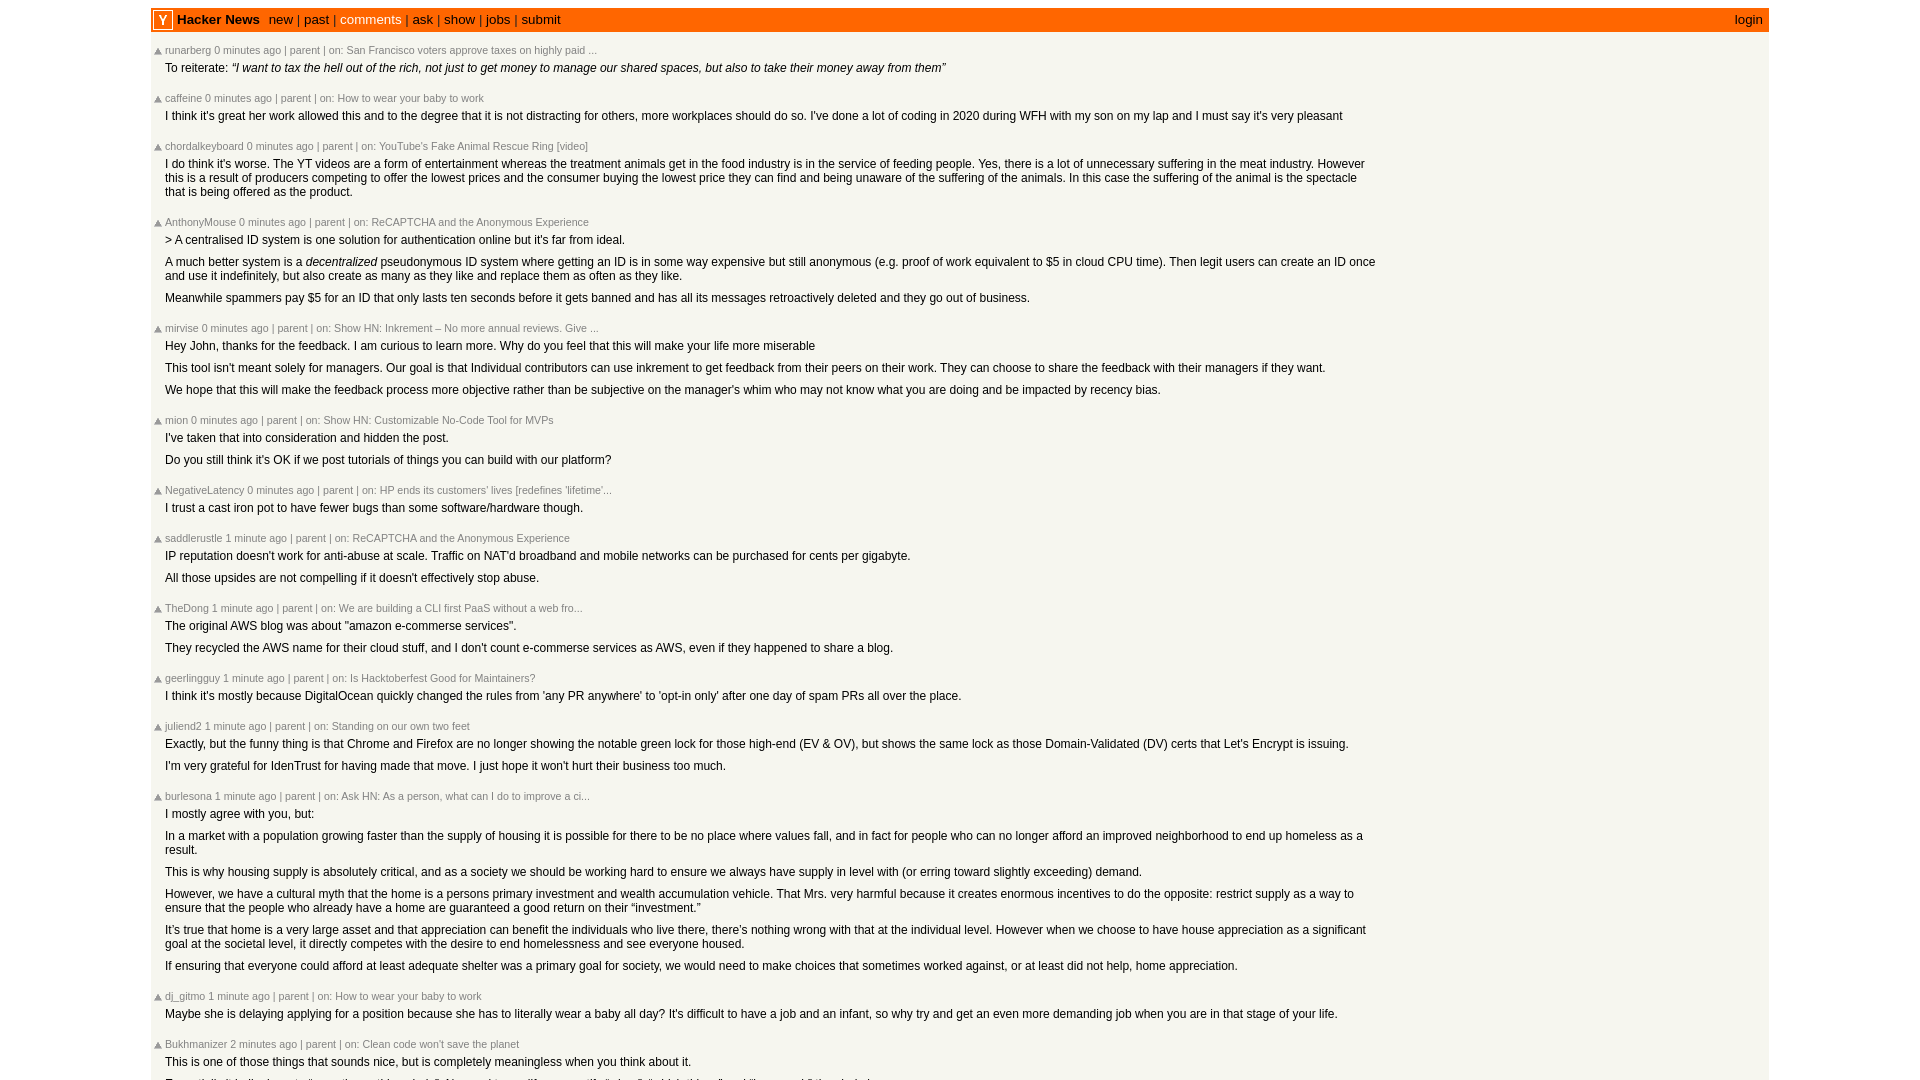 Y Hacker News new | past | comments | ask | show | jobs | submit login
runarberg 0 minutes ago | parent | on: San Francisco voters approve taxes on highly paid ...
To reiterate: “I want to tax the hell out of the rich, not just to get money to manage our shared spaces, but also to take their money away from them”
caffeine 0 minutes ago | parent | on: How to wear your baby to work
I think it's great her work allowed this and to the degree that it is not distracting for others, more workplaces should do so. I've done a lot of coding in 2020 during WFH with my son on my lap and I must say it's very pleasant
chordalkeyboard 0 minutes ago | parent | on: YouTube's Fake Animal Rescue Ring [video]
I do think it's worse. The YT videos are a form of entertainment whereas the treatment animals get in the food industry is in the service of feeding people. Yes, there is a lot of unnecessary suffering in the meat industry. However
this is a result of producers competing to offer the lowest prices and the consumer buying the lowest price they can find and being unaware of the suffering of the animals. In this case the suffering of the animal is the spectacle
that is being offered as the product.
AnthonyMouse 0 minutes ago | parent | on: ReCAPTCHA and the Anonymous Experience
> A centralised ID system is one solution for authentication online but it's far from ideal.
A much better system is a decentralized pseudonymous ID system where getting an ID is in some way expensive but still anonymous (e.g. proof of work equivalent to $5 in cloud CPU time). Then legit users can create an ID once
and use it indefinitely, but also create as many as they like and replace them as often as they like.
Meanwhile spammers pay $5 for an ID that only lasts ten seconds before it gets banned and has all its messages retroactively deleted and they go out of business.
mirvise 0 minutes ago | parent | on: Show HN: Inkrement – No more annual reviews. Give ...
Hey John, thanks for the feedback. I am curious to learn more. Why do you feel that this will make your life more miserable
This tool isn't meant solely for managers. Our goal is that Individual contributors can use inkrement to get feedback from their peers on their work. They can choose to share the feedback with their managers if they want.
We hope that this will make the feedback process more objective rather than be subjective on the manager's whim who may not know what you are doing and be impacted by recency bias.
mion 0 minutes ago | parent | on: Show HN: Customizable No-Code Tool for MVPs
I've taken that into consideration and hidden the post.
Do you still think it's OK if we post tutorials of things you can build with our platform?
NegativeLatency 0 minutes ago | parent | on: HP ends its customers' lives [redefines 'lifetime'...
I trust a cast iron pot to have fewer bugs than some software/hardware though.
saddlerustle 1 minute ago | parent | on: ReCAPTCHA and the Anonymous Experience
IP reputation doesn't work for anti-abuse at scale. Traffic on NAT'd broadband and mobile networks can be purchased for cents per gigabyte.
All those upsides are not compelling if it doesn't effectively stop abuse.
TheDong 1 minute ago | parent | on: We are building a CLI first PaaS without a web fro...
The original AWS blog was about "amazon e-commerse services".
They recycled the AWS name for their cloud stuff, and I don't count e-commerse services as AWS, even if they happened to share a blog.
geerlingguy 1 minute ago | parent | on: Is Hacktoberfest Good for Maintainers?
I think it's mostly because DigitalOcean quickly changed the rules from 'any PR anywhere' to 'opt-in only' after one day of spam PRs all over the place.
juliend2 1 minute ago | parent | on: Standing on our own two feet
Exactly, but the funny thing is that Chrome and Firefox are no longer showing the notable green lock for those high-end (EV & OV), but shows the same lock as those Domain-Validated (DV) certs that Let's Encrypt is issuing.
I'm very grateful for IdenTrust for having made that move. I just hope it won't hurt their business too much.
burlesona 1 minute ago | parent | on: Ask HN: As a person, what can I do to improve a ci...
I mostly agree with you, but:
In a market with a population growing faster than the supply of housing it is possible for there to be no place where values fall, and in fact for people who can no longer afford an improved neighborhood to end up homeless as a
result.
This is why housing supply is absolutely critical, and as a society we should be working hard to ensure we always have supply in level with (or erring toward slightly exceeding) demand.
However, we have a cultural myth that the home is a persons primary investment and wealth accumulation vehicle. That Mrs. very harmful because it creates enormous incentives to do the opposite: restrict supply as a way to
ensure that the people who already have a home are guaranteed a good return on their “investment.”
It’s true that home is a very large asset and that appreciation can benefit the individuals who live there, there’s nothing wrong with that at the individual level. However when we choose to have house appreciation as a significant
goal at the societal level, it directly competes with the desire to end homelessness and see everyone housed.
If ensuring that everyone could afford at least adequate shelter was a primary goal for society, we would need to make choices that sometimes worked against, or at least did not help, home appreciation.
dj_gitmo 1 minute ago | parent | on: How to wear your baby to work
Maybe she is delaying applying for a position because she has to literally wear a baby all day? It's difficult to have a job and an infant, so why try and get an even more demanding job when you are in that stage of your life.
Bukhmanizer 2 minutes ago | parent | on: Clean code won't save the planet
This is one of those things that sounds nice, but is completely meaningless when you think about it.